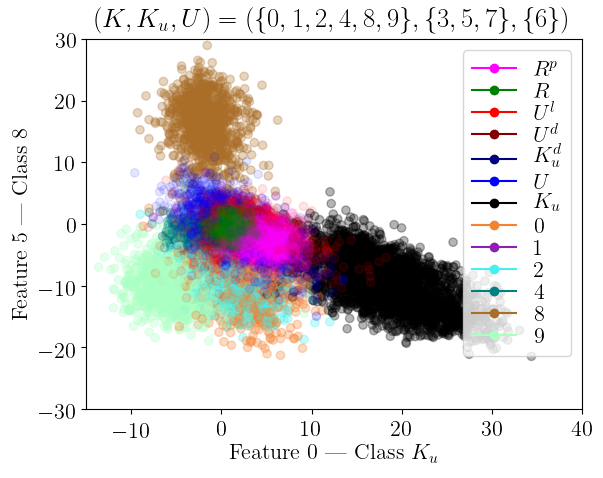 (K, K_u, U) = ({0, 1, 2, 4, 8, 9}, {3, 5, 7}, {6})
30
20
10
0
−10
−20
−30
Feature 5 — Class 8
R^p
R
U^l
U^d
K_u^d
U
K_u
0
1
2
4
8
9
−10 0 10 20 30 40
Feature 0 — Class K_u